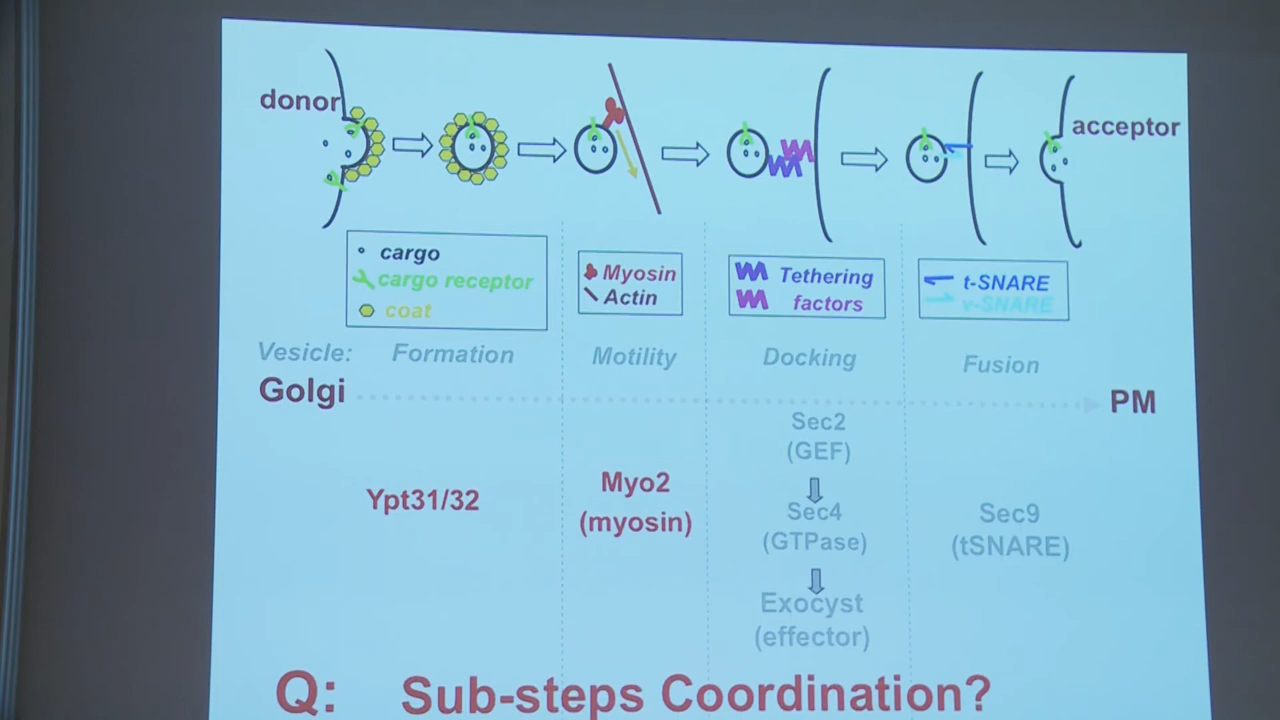 donor
acceptor
cargo
cargo receptor
coat
Myosin
Actin
Tethering
factors
t-SNARE
v-SNARE
Vesicle: Formation Motility Docking Fusion
Golgi PM
Sec2
(GEF)
Ypt31/32
Myo2
(myosin)
Sec4
(GTPase)
Sec9
(tSNARE)
Exocyst
(effector)
Q: Sub-steps Coordination?